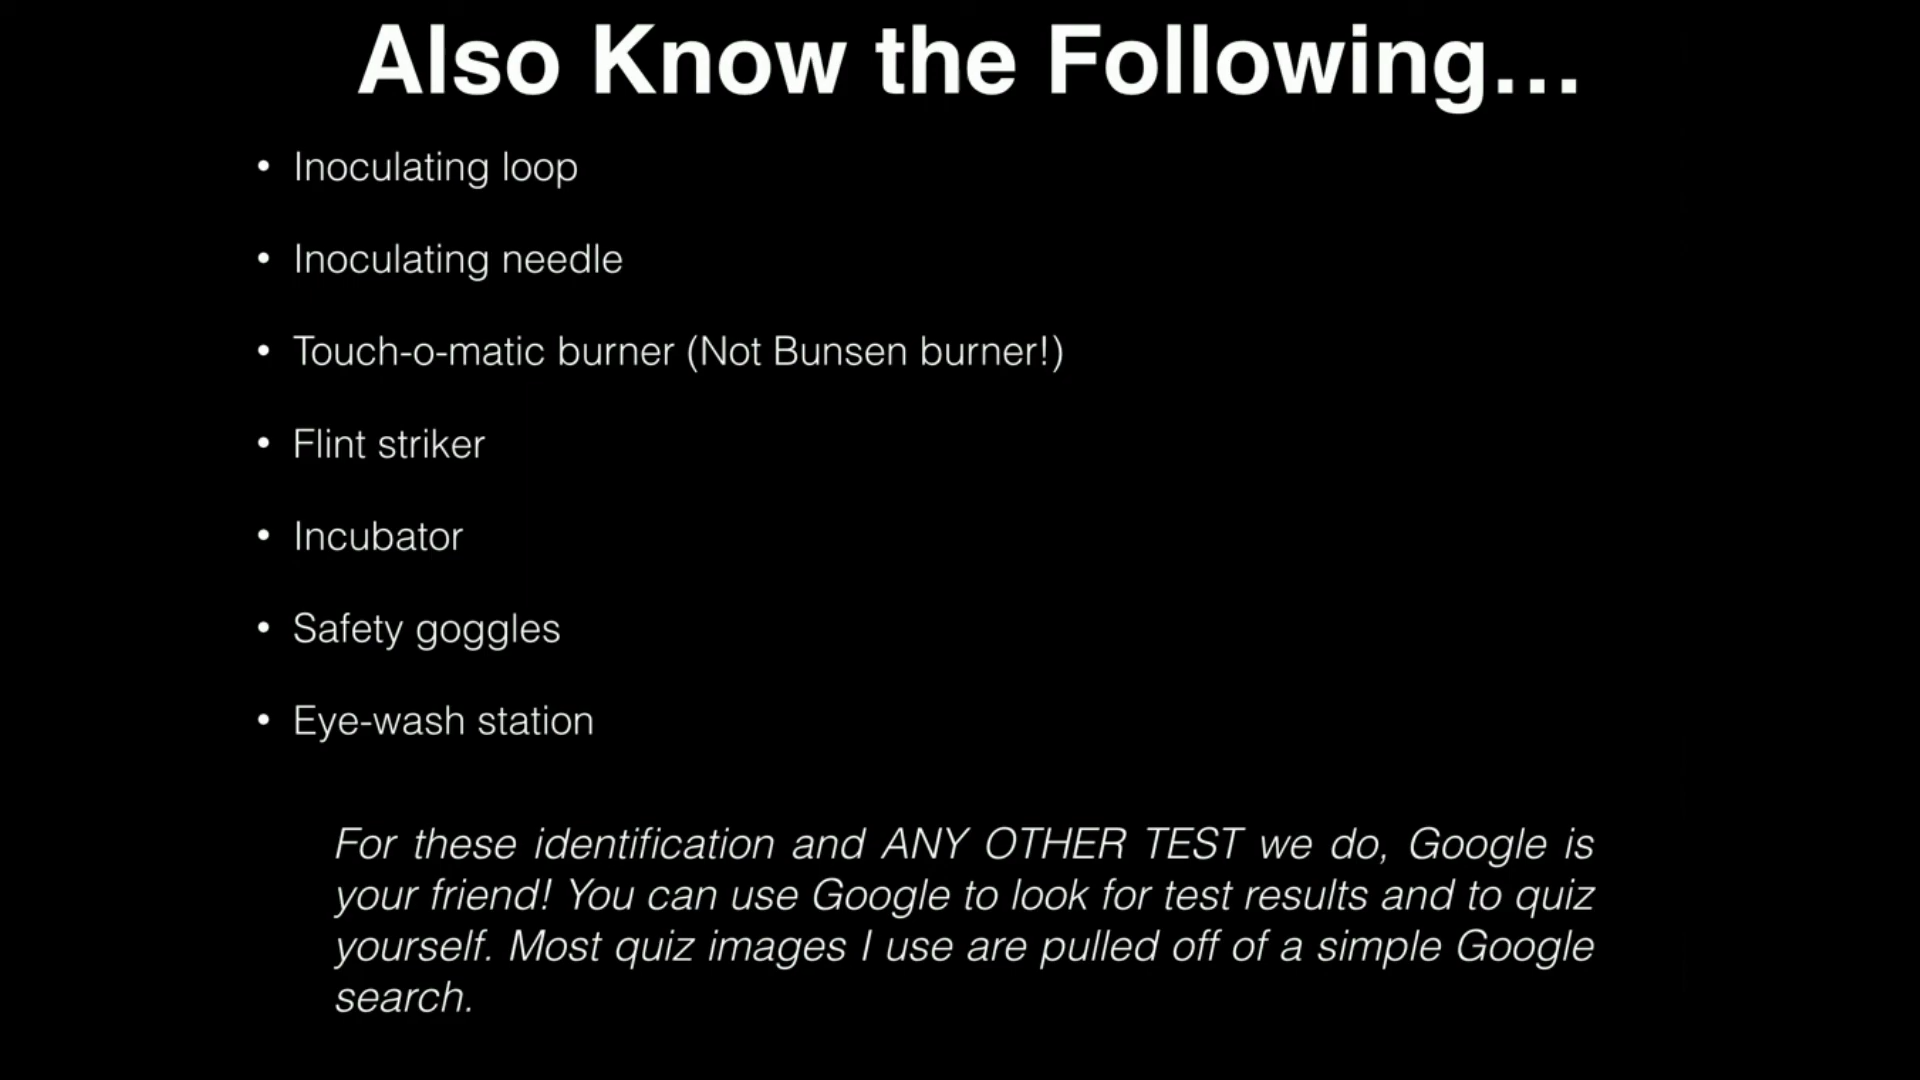 Also Know the Following...
• Inoculating loop
• Inoculating needle
• Touch-o-matic burner (Not Bunsen burner!)
• Flint striker
• Incubator
• Safety goggles
• Eye-wash station
For these identification and ANY OTHER TEST we do, Google is
your friend! You can use Google to look for test results and to quiz
yourself. Most quiz images I use are pulled off of a simple Google
search.